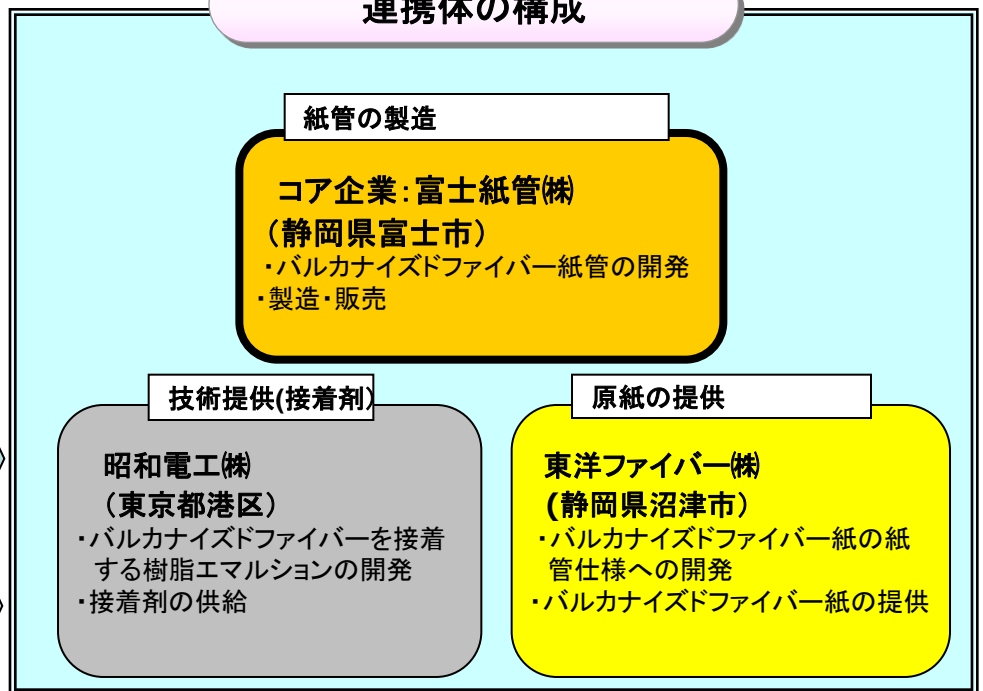 連携体の構成
紙管の製造
コア企業：富士紙管㈱
（静岡県富士市）
・バルカナイズドファイバー紙管の開発
・製造・販売
技術提供(接着剤)
昭和電工㈱
（東京都港区）
・バルカナイズドファイバーを接着
する樹脂エマルションの開発
・接着剤の供給
原紙の提供
東洋ファイバー㈱
(静岡県沼津市）
・バルカナイズドファイバー紙の紙
管仕様への開発
・バルカナイズドファイバー紙の提供